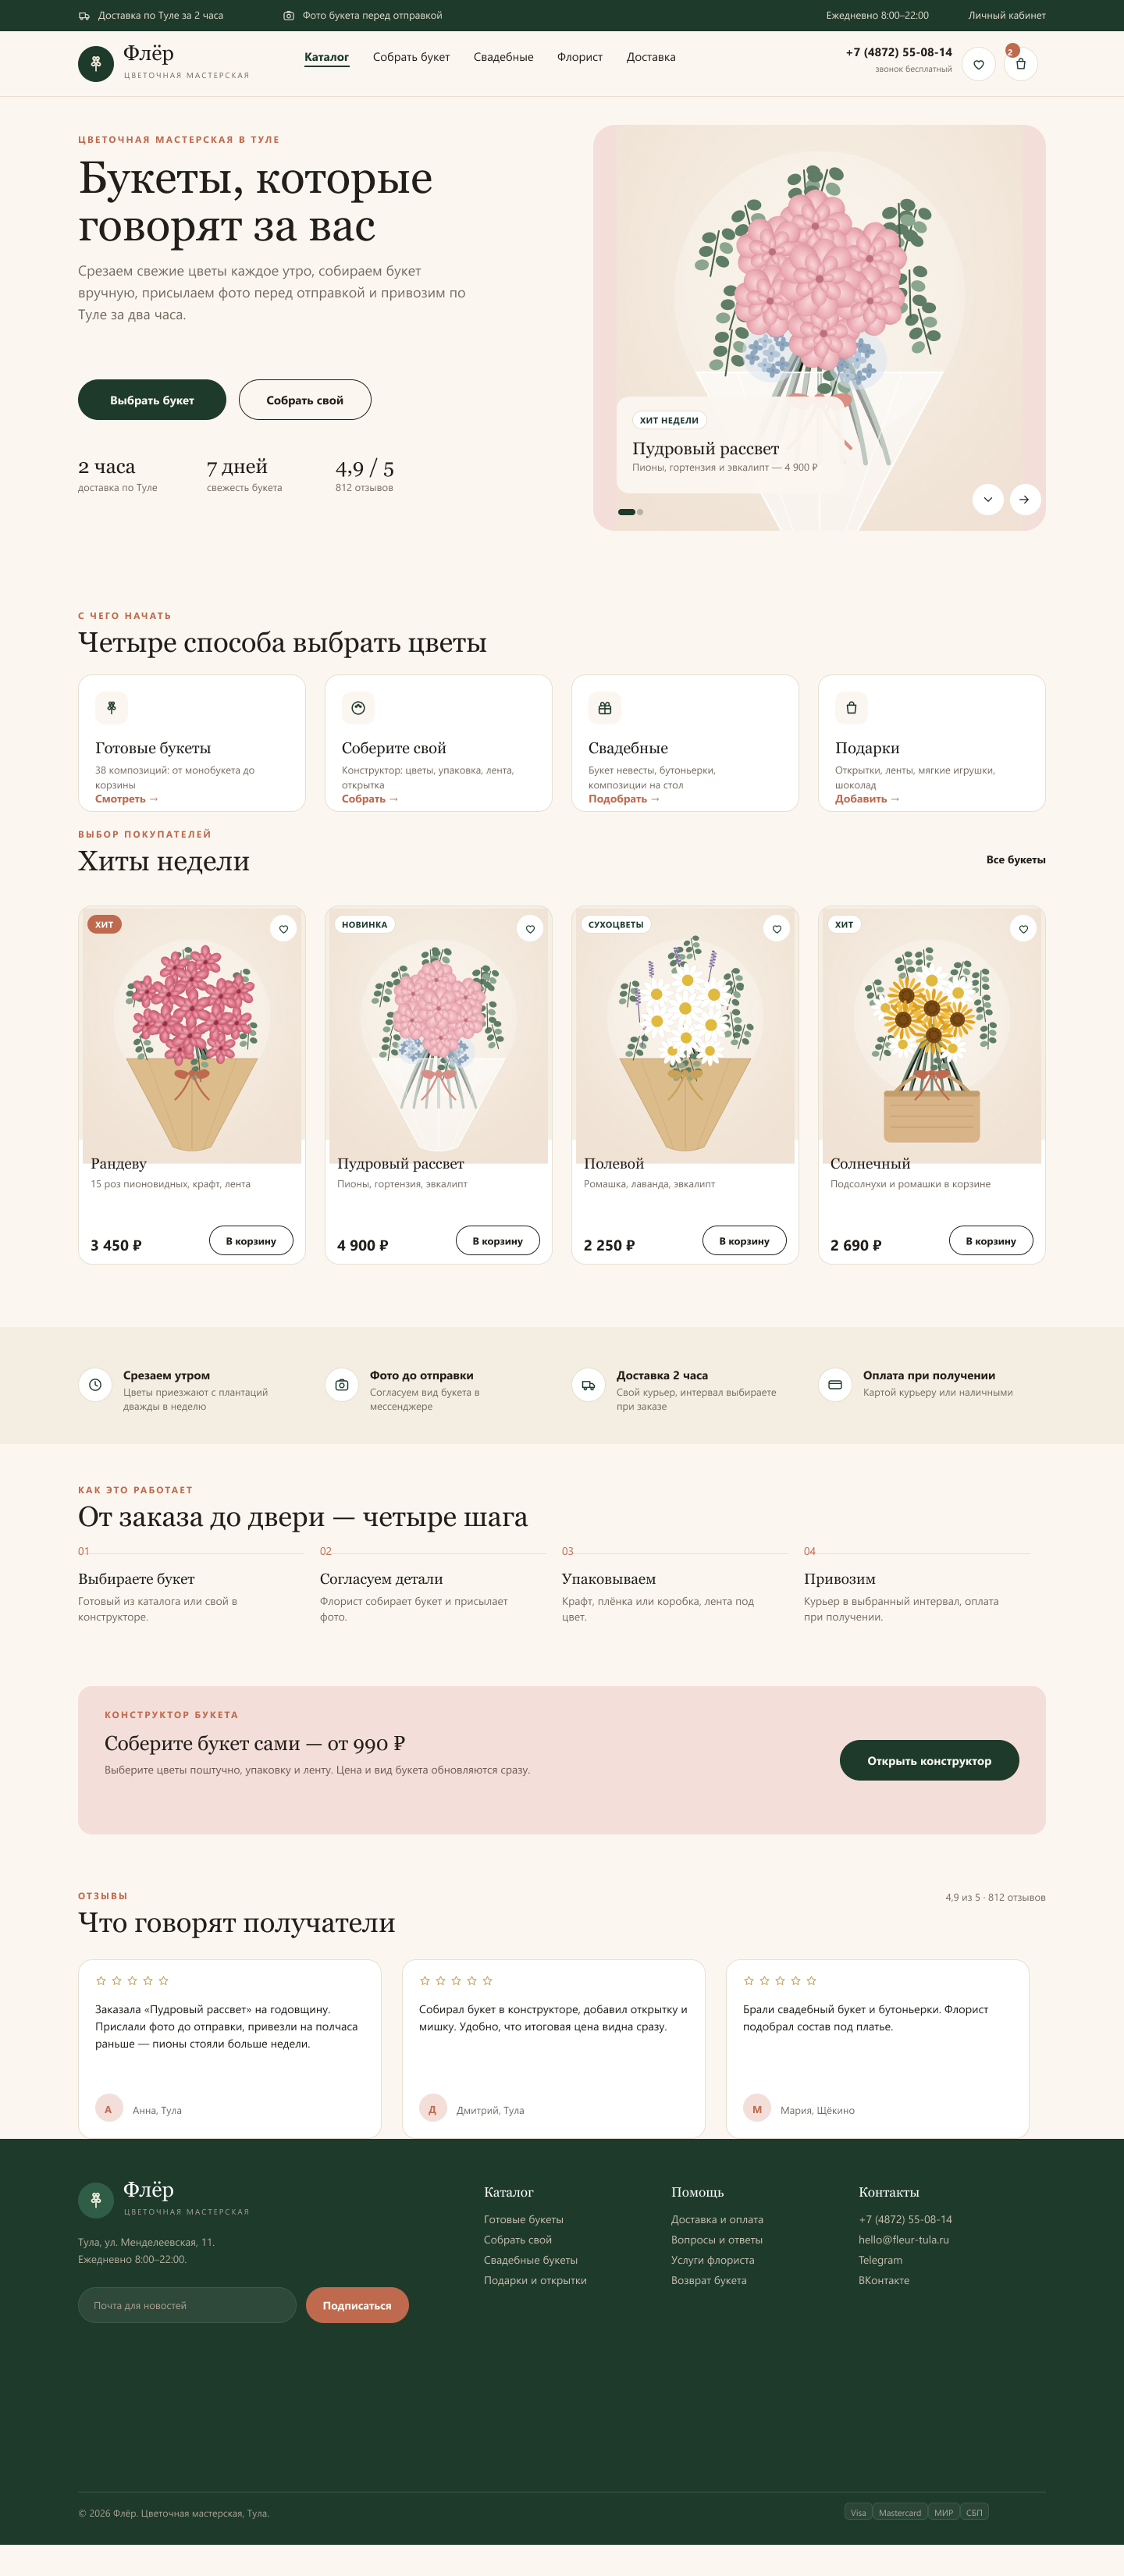 Доставка по Туле за 2 часа
Фото букета перед отправкой
Ежедневно 8:00–22:00
Личный кабинет
Флёр
ЦВЕТОЧНАЯ МАСТЕРСКАЯ
Каталог
Собрать букет
Свадебные
Флорист
Доставка
+7 (4872) 55-08-14
звонок бесплатный
2
ЦВЕТОЧНАЯ МАСТЕРСКАЯ В ТУЛЕ
Букеты, которые
говорят за вас
Срезаем свежие цветы каждое утро, собираем букет
вручную, присылаем фото перед отправкой и привозим по
Туле за два часа.
Выбрать букет
Собрать свой
2 часа
доставка по Туле
7 дней
свежесть букета
4,9 / 5
812 отзывов
ХИТ НЕДЕЛИ
Пудровый рассвет
Пионы, гортензия и эвкалипт — 4 900 ₽
С ЧЕГО НАЧАТЬ
Четыре способа выбрать цветы
Готовые букеты
38 композиций: от монобукета до
корзины
Смотреть →
Соберите свой
Конструктор: цветы, упаковка, лента,
открытка
Собрать →
Свадебные
Букет невесты, бутоньерки,
композиции на стол
Подобрать →
Подарки
Открытки, ленты, мягкие игрушки,
шоколад
Добавить →
ВЫБОР ПОКУПАТЕЛЕЙ
Хиты недели
Все букеты
ХИТ
Рандеву
15 роз пионовидных, крафт, лента
3 450 ₽
В корзину
НОВИНКА
Пудровый рассвет
Пионы, гортензия, эвкалипт
4 900 ₽
В корзину
СУХОЦВЕТЫ
Полевой
Ромашка, лаванда, эвкалипт
2 250 ₽
В корзину
ХИТ
Солнечный
Подсолнухи и ромашки в корзине
2 690 ₽
В корзину
Срезаем утром
Цветы приезжают с плантаций
дважды в неделю
Фото до отправки
Согласуем вид букета в
мессенджере
Доставка 2 часа
Свой курьер, интервал выбираете
при заказе
Оплата при получении
Картой курьеру или наличными
КАК ЭТО РАБОТАЕТ
От заказа до двери — четыре шага
01
Выбираете букет
Готовый из каталога или свой в
конструкторе.
02
Согласуем детали
Флорист собирает букет и присылает
фото.
03
Упаковываем
Крафт, плёнка или коробка, лента под
цвет.
04
Привозим
Курьер в выбранный интервал, оплата
при получении.
КОНСТРУКТОР БУКЕТА
Соберите букет сами — от 990 ₽
Выберите цветы поштучно, упаковку и ленту. Цена и вид букета обновляются сразу.
Открыть конструктор
ОТЗЫВЫ
Что говорят получатели
4,9 из 5 · 812 отзывов
Заказала «Пудровый рассвет» на годовщину.
Прислали фото до отправки, привезли на полчаса
раньше — пионы стояли больше недели.
А
Анна, Тула
Собирал букет в конструкторе, добавил открытку и
мишку. Удобно, что итоговая цена видна сразу.
Д
Дмитрий, Тула
Брали свадебный букет и бутоньерки. Флорист
подобрал состав под платье.
М
Мария, Щёкино
Флёр
ЦВЕТОЧНАЯ МАСТЕРСКАЯ
Тула, ул. Менделеевская, 11.
Ежедневно 8:00–22:00.
Почта для новостей
Подписаться
Каталог
Готовые букеты
Собрать свой
Свадебные букеты
Подарки и открытки
Помощь
Доставка и оплата
Вопросы и ответы
Услуги флориста
Возврат букета
Контакты
+7 (4872) 55-08-14
hello@fleur-tula.ru
Telegram
ВКонтакте
© 2026 Флёр. Цветочная мастерская, Тула.
Visa
Mastercard
МИР
СБП